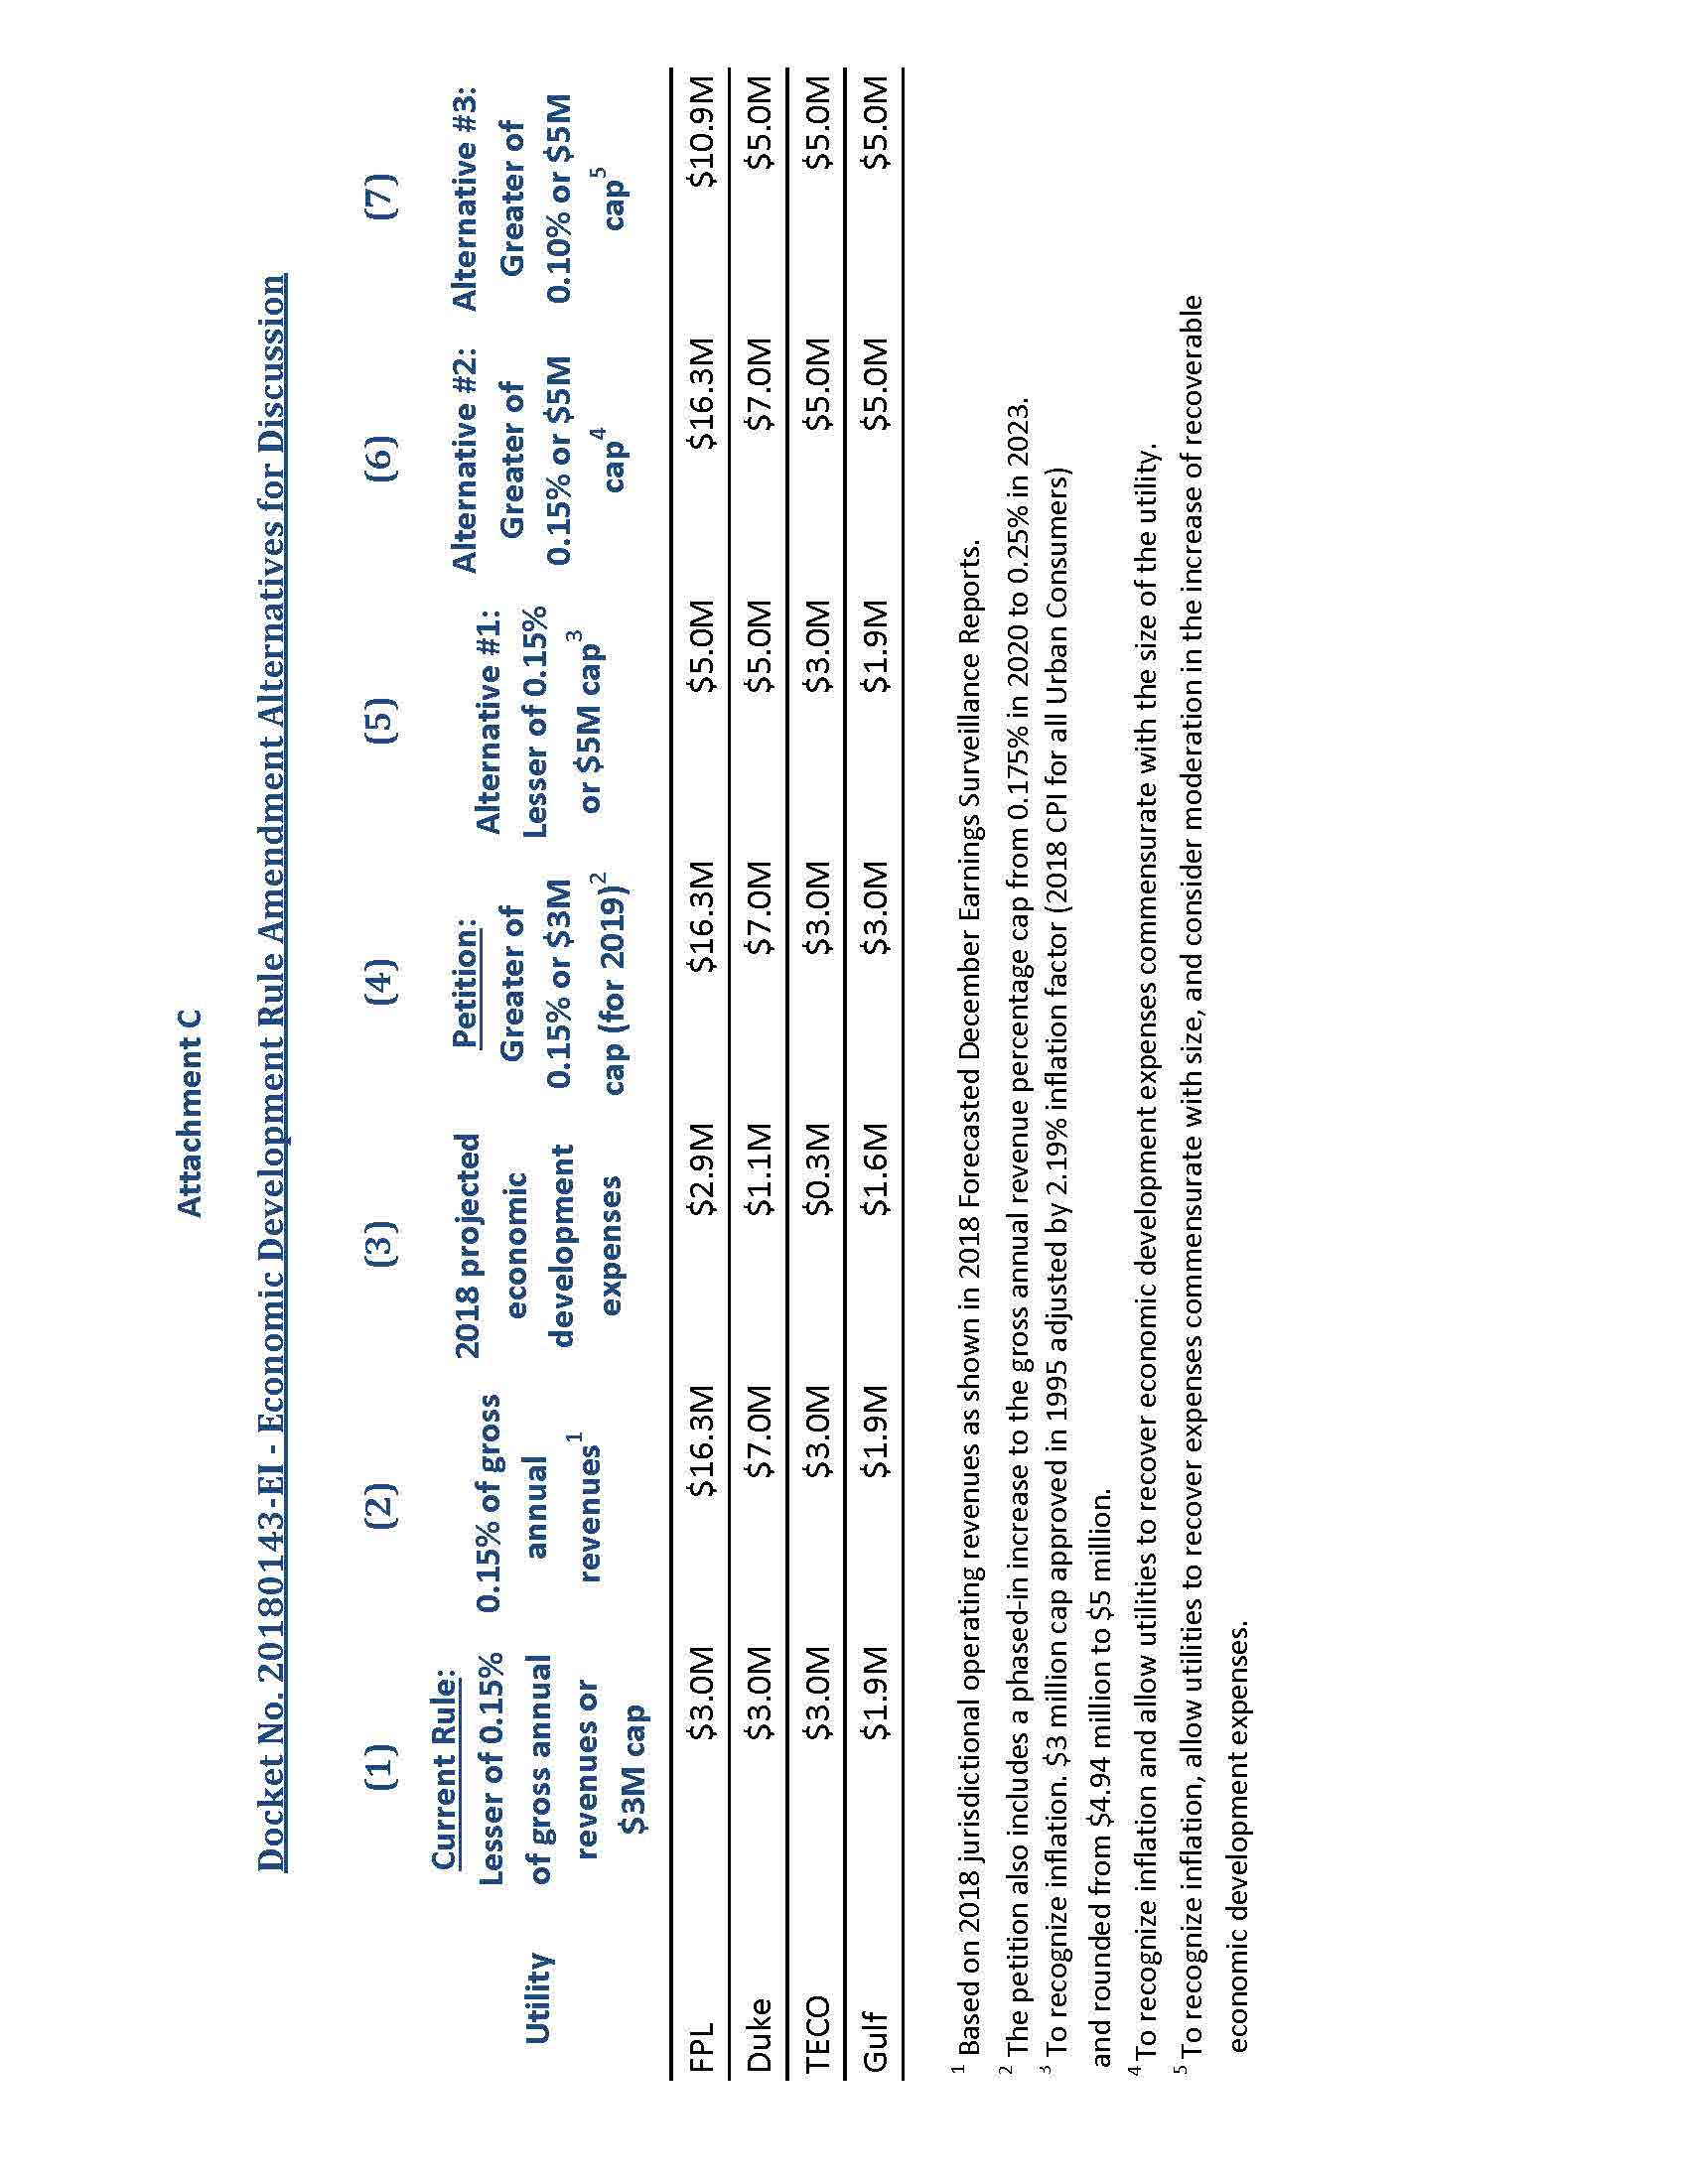 Attachment C
Docket No. 20180143-EI - Economic Development Rule Amendment Alternatives for Discussion
(1) (2) (3) (4) (5) (6) (7)
Utility
Current Rule:
Lesser of 0.15%
of gross annual
revenues or
$3M cap
0.15% of gross
annual
revenues1
2018 projected
economic
development
expenses
Petition:
Greater of
0.15% or $3M
cap (for 2019)2
Alternative #1:
Lesser of 0.15%
or $5M cap3
Alternative #2:
Greater of
0.15% or $5M
cap4
Alternative #3:
Greater of
0.10% or $5M
cap5
FPL $3.0M $16.3M $2.9M $16.3M $5.0M $16.3M $10.9M
Duke $3.0M $7.0M $1.1M $7.0M $5.0M $7.0M $5.0M
TECO $3.0M $3.0M $0.3M $3.0M $3.0M $5.0M $5.0M
Gulf $1.9M $1.9M $1.6M $3.0M $1.9M $5.0M $5.0M
1 Based on 2018 jurisdictional operating revenues as shown in 2018 Forecasted December Earnings Surveillance Reports.
2 The petition also includes a phased-in increase to the gross annual revenue percentage cap from 0.175% in 2020 to 0.25% in 2023.
3 To recognize inflation. $3 million cap approved in 1995 adjusted by 2.19% inflation factor (2018 CPI for all Urban Consumers)
and rounded from $4.94 million to $5 million.
4 To recognize inflation and allow utilities to recover economic development expenses commensurate with the size of the utility.
5 To recognize inflation, allow utilities to recover expenses commensurate with size, and consider moderation in the increase of recoverable
economic development expenses.